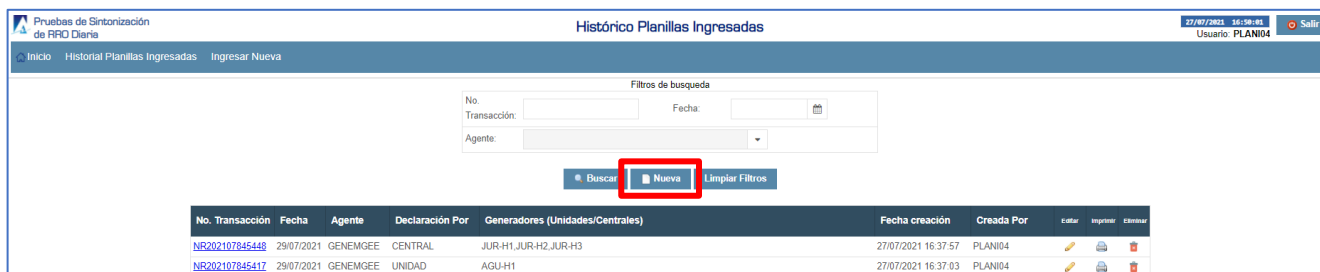 Pruebas de Sintonización
de RRO Diaria
Histórico Planillas Ingresadas
27/07/2021 16:50:01
Usuario: PLANI04
Salir
Inicio Historial Planillas Ingresadas Ingresar Nueva
Filtros de busqueda
No.
Transacción:
Fecha:
Agente:
Buscar Nueva Limpiar Filtros
No. Transacción Fecha Agente Declaración Por Generadores (Unidades/Centrales) Fecha creación Creada Por Editar Imprimir Eliminar
NR202107845448 29/07/2021 GENEMGEE CENTRAL JUR-H1,JUR-H2,JUR-H3 27/07/2021 16:37:57 PLANI04
NR202107845417 29/07/2021 GENEMGEE UNIDAD AGU-H1 27/07/2021 16:37:03 PLANI04